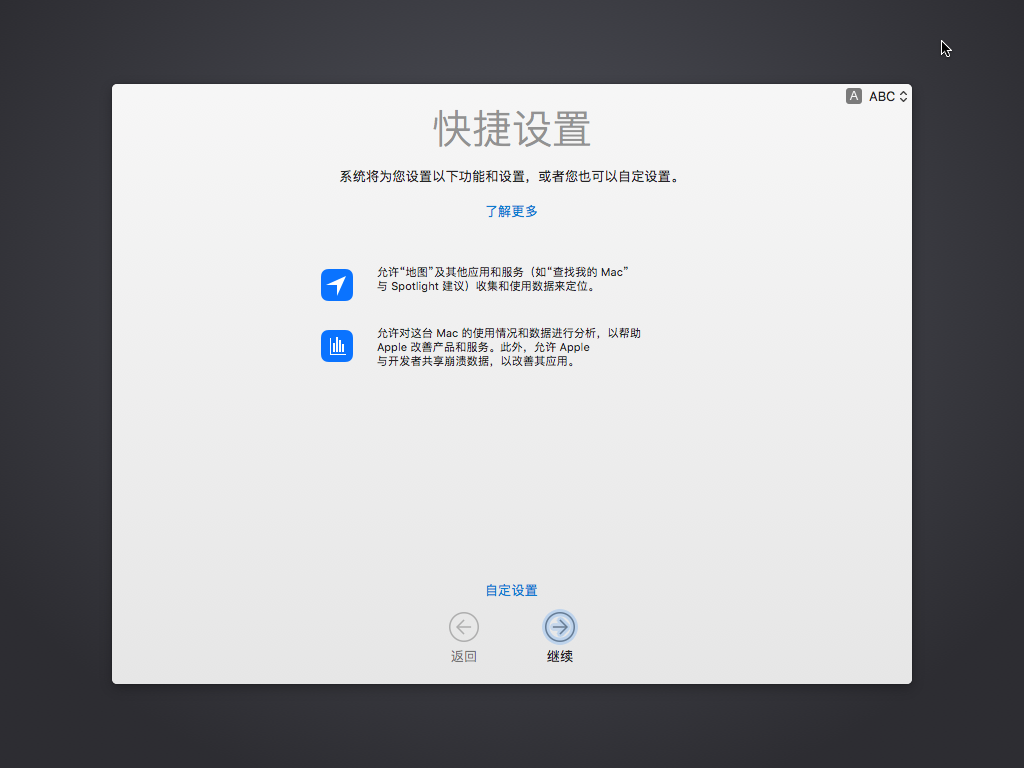 A ABC
快捷设置
系统将为您设置以下功能和设置，或者您也可以自定设置。
了解更多
允许“地图”及其他应用和服务（如“查找我的 Mac”
与 Spotlight 建议）收集和使用数据来定位。
允许对这台 Mac 的使用情况和数据进行分析，以帮助
Apple 改善产品和服务。此外，允许 Apple
与开发者共享崩溃数据，以改善其应用。
自定设置
返回
继续